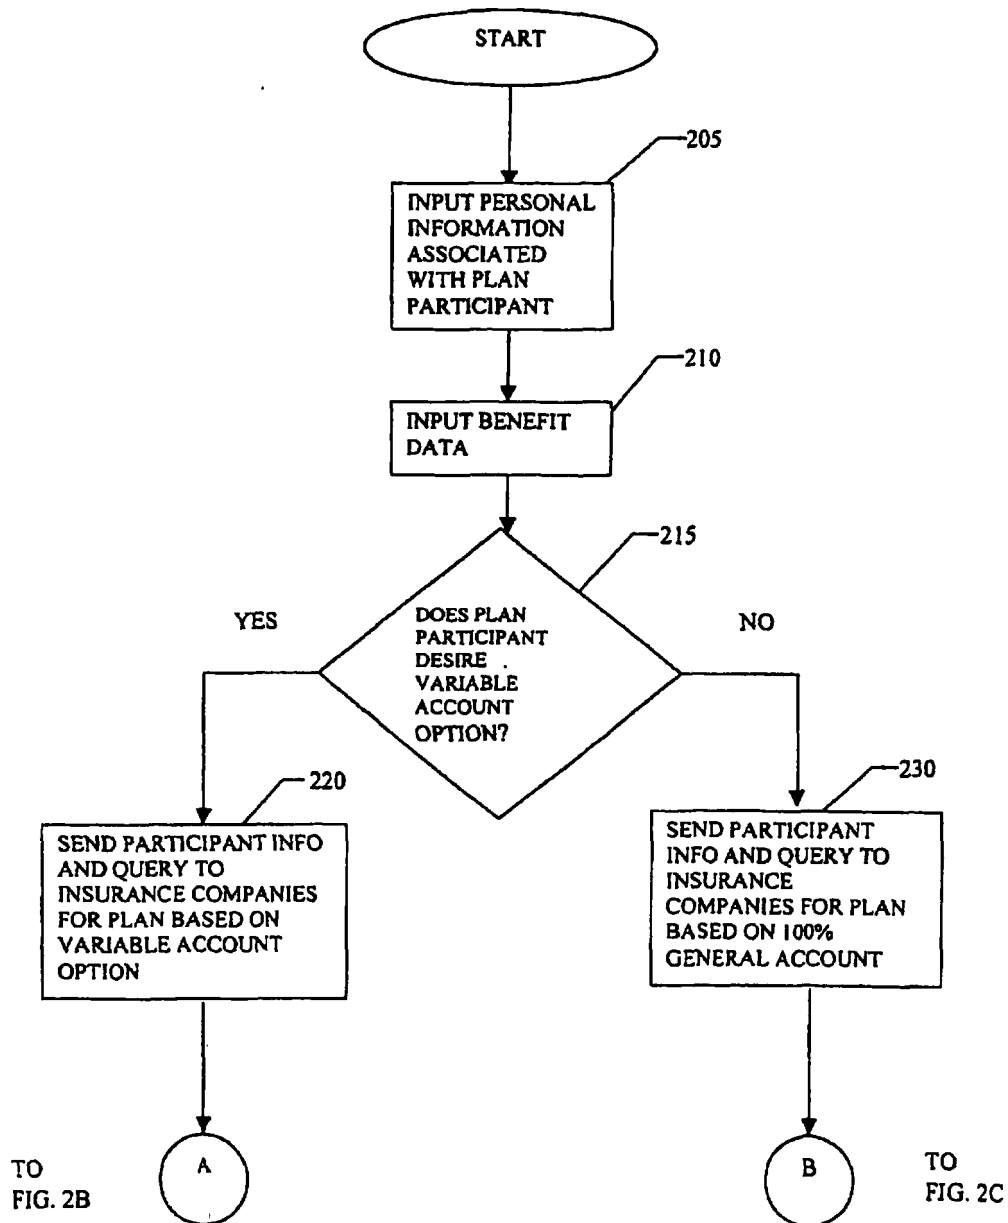 START
205
INPUT PERSONAL
INFORMATION
ASSOCIATED
WITH PLAN
PARTICIPANT
210
INPUT BENEFIT
DATA
215
YES
NO
DOES PLAN
PARTICIPANT
DESIRE
VARIABLE
ACCOUNT
OPTION?
220
SEND PARTICIPANT INFO
AND QUERY TO
INSURANCE COMPANIES
FOR PLAN BASED ON
VARIABLE ACCOUNT
OPTION
230
SEND PARTICIPANT
INFO AND QUERY TO
INSURANCE
COMPANIES FOR PLAN
BASED ON 100%
GENERAL ACCOUNT
A
TO
FIG. 2B
B
TO
FIG. 2C